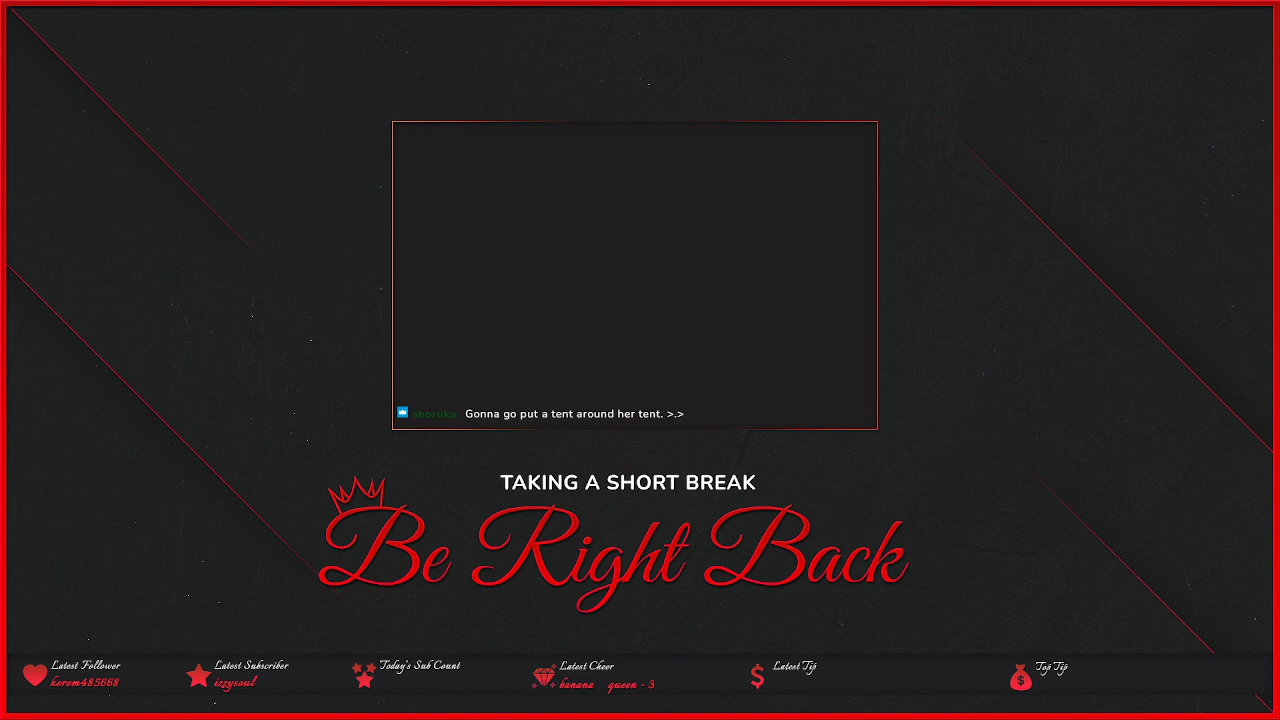 shoruka Gonna go put a tent around her tent. >.>
TAKING A SHORT BREAK
Be Right Back
Latest Follower
kerem485668
Latest Subscriber
izzysoul
Today's Sub Count
Latest Cheer
banana queen - 3
Latest Tip
Top Tip